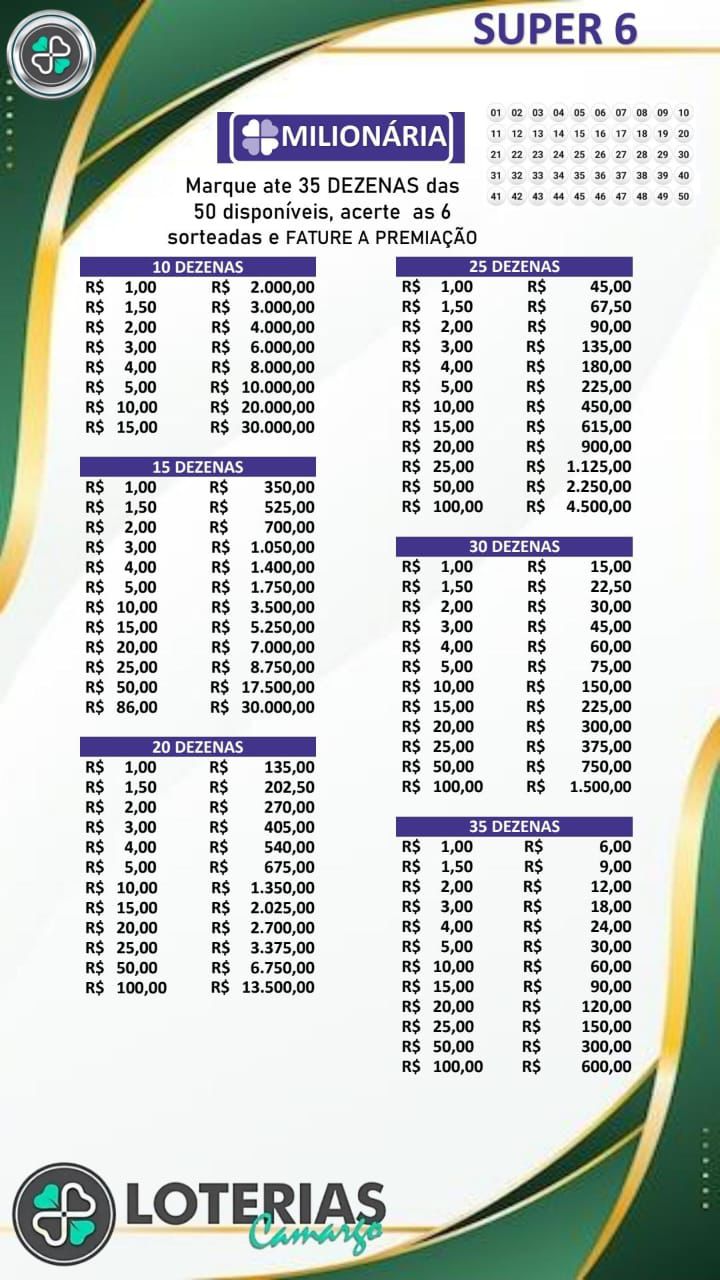 SUPER 6
MILIONÁRIA
01 02 03 04 05 06 07 08 09 10
11 12 13 14 15 16 17 18 19 20
21 22 23 24 25 26 27 28 29 30
31 32 33 34 35 36 37 38 39 40
41 42 43 44 45 46 47 48 49 50
Marque ate 35 DEZENAS das
50 disponíveis, acerte as 6
sorteadas e FATURE A PREMIAÇÃO
10 DEZENAS
R$ 1,00 R$ 2.000,00
R$ 1,50 R$ 3.000,00
R$ 2,00 R$ 4.000,00
R$ 3,00 R$ 6.000,00
R$ 4,00 R$ 8.000,00
R$ 5,00 R$ 10.000,00
R$ 10,00 R$ 20.000,00
R$ 15,00 R$ 30.000,00
15 DEZENAS
R$ 1,00 R$ 350,00
R$ 1,50 R$ 525,00
R$ 2,00 R$ 700,00
R$ 3,00 R$ 1.050,00
R$ 4,00 R$ 1.400,00
R$ 5,00 R$ 1.750,00
R$ 10,00 R$ 3.500,00
R$ 15,00 R$ 5.250,00
R$ 20,00 R$ 7.000,00
R$ 25,00 R$ 8.750,00
R$ 50,00 R$ 17.500,00
R$ 86,00 R$ 30.000,00
20 DEZENAS
R$ 1,00 R$ 135,00
R$ 1,50 R$ 202,50
R$ 2,00 R$ 270,00
R$ 3,00 R$ 405,00
R$ 4,00 R$ 540,00
R$ 5,00 R$ 675,00
R$ 10,00 R$ 1.350,00
R$ 15,00 R$ 2.025,00
R$ 20,00 R$ 2.700,00
R$ 25,00 R$ 3.375,00
R$ 50,00 R$ 6.750,00
R$ 100,00 R$ 13.500,00
25 DEZENAS
R$ 1,00 R$ 45,00
R$ 1,50 R$ 67,50
R$ 2,00 R$ 90,00
R$ 3,00 R$ 135,00
R$ 4,00 R$ 180,00
R$ 5,00 R$ 225,00
R$ 10,00 R$ 450,00
R$ 15,00 R$ 615,00
R$ 20,00 R$ 900,00
R$ 25,00 R$ 1.125,00
R$ 50,00 R$ 2.250,00
R$ 100,00 R$ 4.500,00
30 DEZENAS
R$ 1,00 R$ 15,00
R$ 1,50 R$ 22,50
R$ 2,00 R$ 30,00
R$ 3,00 R$ 45,00
R$ 4,00 R$ 60,00
R$ 5,00 R$ 75,00
R$ 10,00 R$ 150,00
R$ 15,00 R$ 225,00
R$ 20,00 R$ 300,00
R$ 25,00 R$ 375,00
R$ 50,00 R$ 750,00
R$ 100,00 R$ 1.500,00
35 DEZENAS
R$ 1,00 R$ 6,00
R$ 1,50 R$ 9,00
R$ 2,00 R$ 12,00
R$ 3,00 R$ 18,00
R$ 4,00 R$ 24,00
R$ 5,00 R$ 30,00
R$ 10,00 R$ 60,00
R$ 15,00 R$ 90,00
R$ 20,00 R$ 120,00
R$ 25,00 R$ 150,00
R$ 50,00 R$ 300,00
R$ 100,00 R$ 600,00
LOTERIAS
Camargo